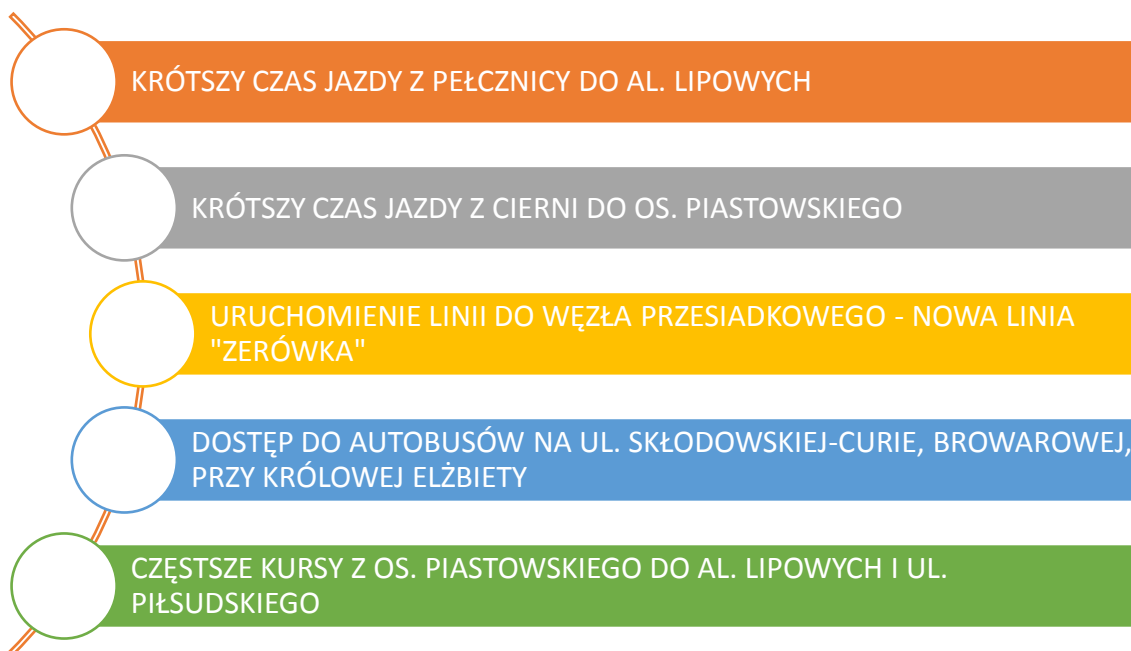 KRÓTSZY CZAS JAZDY Z PEŁCZNICY DO AL. LIPOWYCH
KRÓTSZY CZAS JAZDY Z CIERNI DO OS. PIASTOWSKIEGO
URUCHOMIENIE LINII DO WĘZŁA PRZESIADKOWEGO - NOWA LINIA
"ZERÓWKA"
DOSTĘP DO AUTOBUSÓW NA UL. SKŁODOWSKIEJ-CURIE, BROWAROWEJ,
PRZY KRÓLOWEJ ELŻBIETY
CZĘSTSZE KURSY Z OS. PIASTOWSKIEGO DO AL. LIPOWYCH I UL.
PIŁSUDSKIEGO